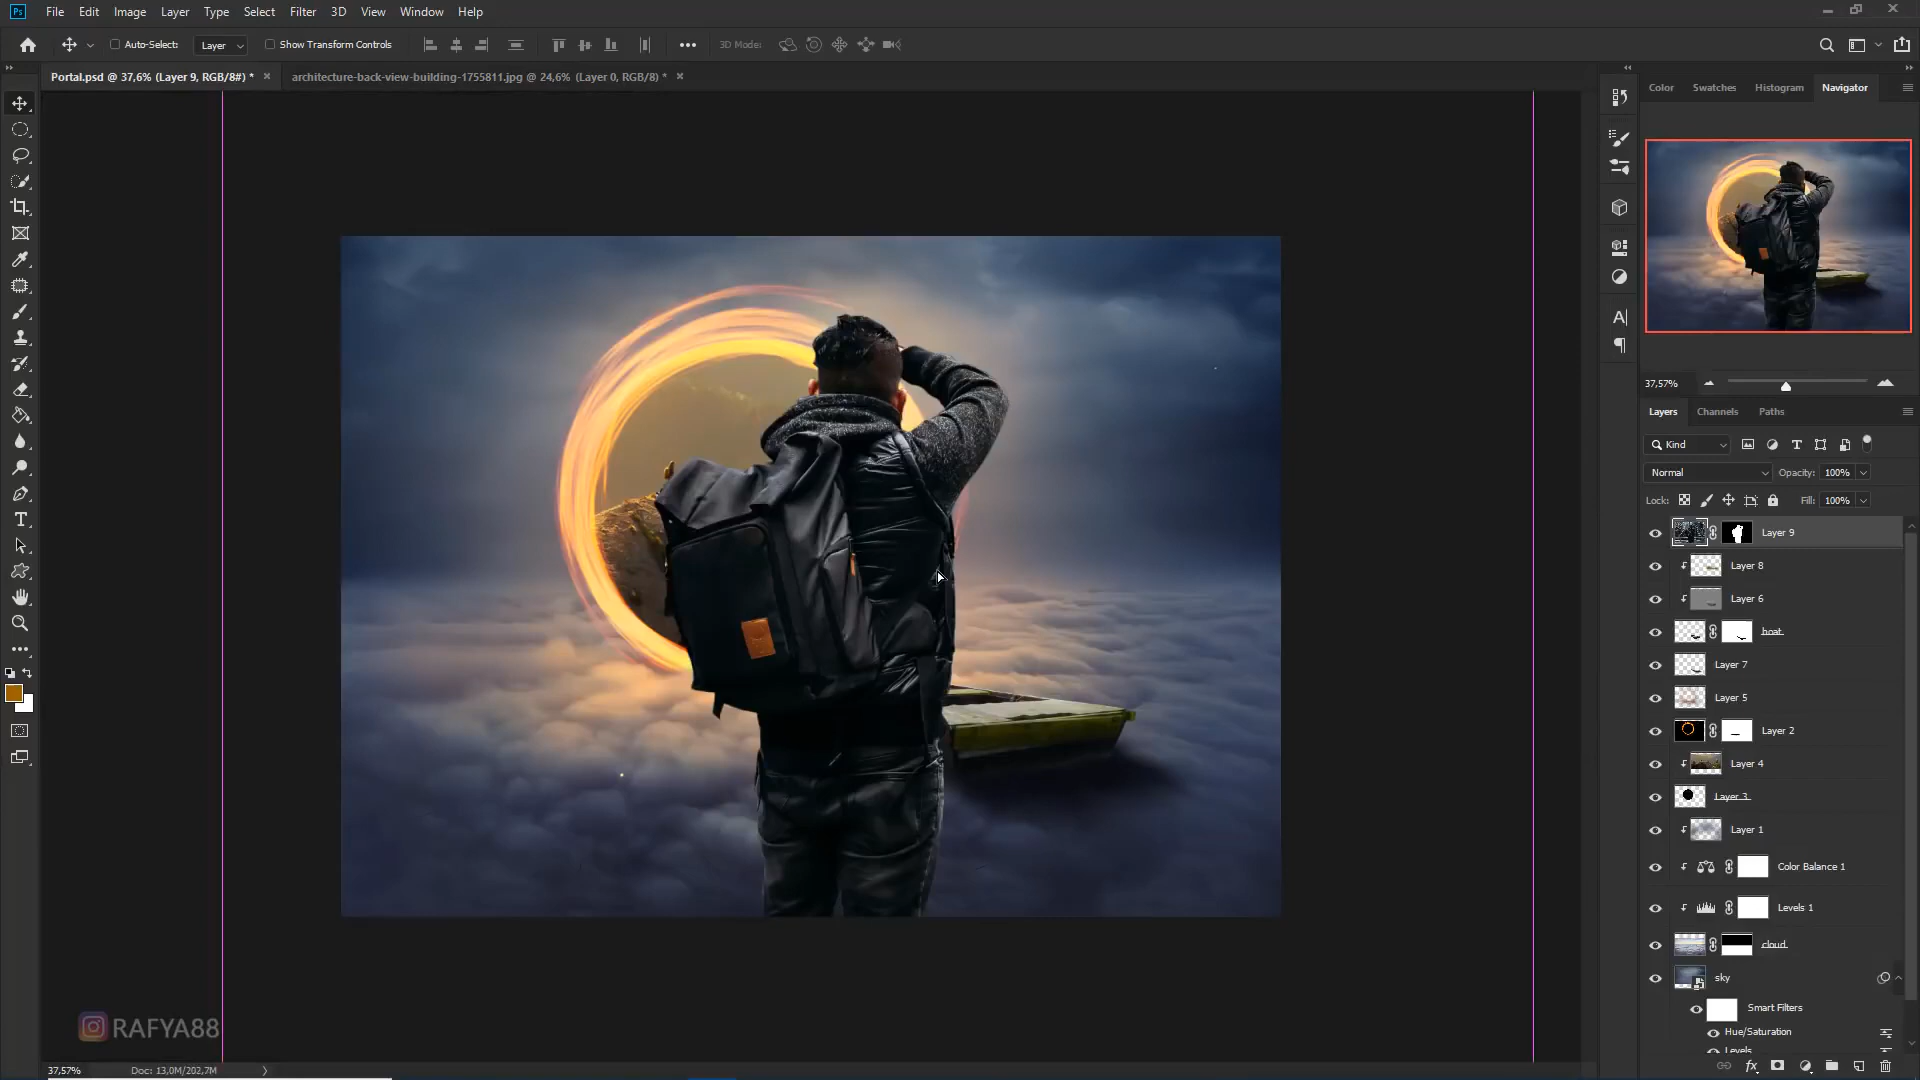 Ps File Edit Image Layer Type Select Filter 3D View Window Help
Auto-Select: Layer Show Transform Controls 3D Mode:
Portal.psd @ 37,6% (Layer 9, RGB/8#) * architecture-back-view-building-1755811.jpg @ 24,6% (Layer 0, RGB/8) *
Color Swatches Histogram Navigator
37,57%
Layers Channels Paths
Kind
Normal Opacity: 100%
Lock: Fill: 100%
Layer 9
Layer 8
Layer 6
boat
Layer 7
Layer 5
Layer 2
Layer 4
Layer 3
Layer 1
Color Balance 1
Levels 1
cloud
sky
Smart Filters
Hue/Saturation
Levels
RAFYA88
37,57% Doc: 13,0M/202,7M